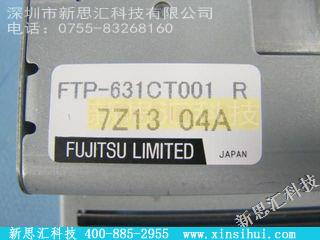 深圳市新思汇科技有限公司
电话：0755-83268160
FTP-631CT001 R
7Z13 04A
FUJITSU LIMITED
JAPAN
新思汇科技
新思汇科技 400-885-2955 www.xinsihui.com